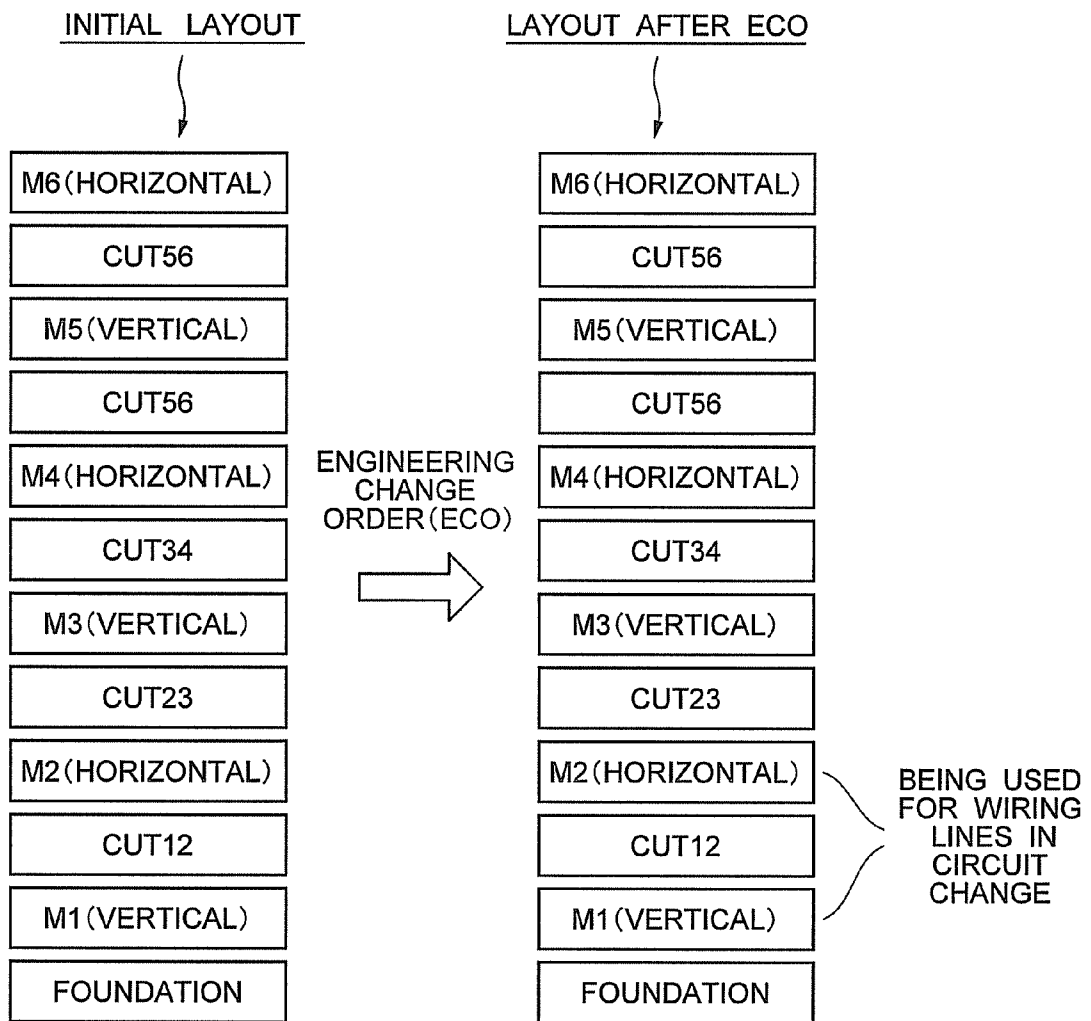 INITIAL LAYOUT
LAYOUT AFTER ECO
M6(HORIZONTAL)
CUT56
M5(VERTICAL)
CUT56
M4(HORIZONTAL)
CUT34
M3(VERTICAL)
CUT23
M2(HORIZONTAL)
CUT12
M1(VERTICAL)
FOUNDATION
ENGINEERING
CHANGE
ORDER(ECO)
M6(HORIZONTAL)
CUT56
M5(VERTICAL)
CUT56
M4(HORIZONTAL)
CUT34
M3(VERTICAL)
CUT23
M2(HORIZONTAL)
CUT12
M1(VERTICAL)
FOUNDATION
BEING USED
FOR WIRING
LINES IN
CIRCUIT
CHANGE